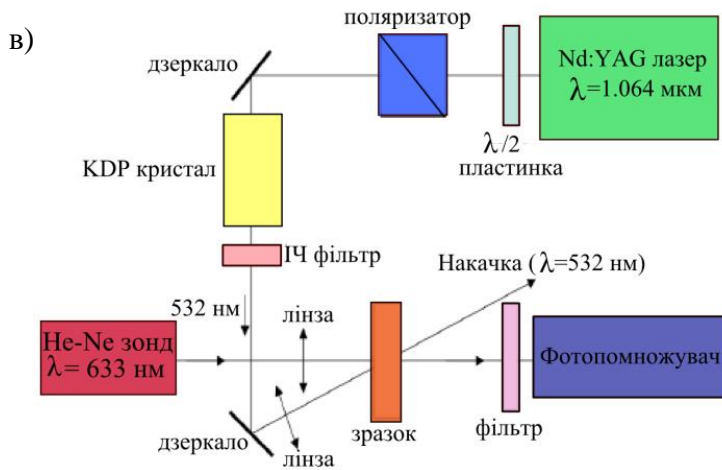 в)
поляризатор
Nd:YAG лазер
λ=1.064 мкм
дзеркало
λ/2
пластинка
KDP кристал
ІЧ фільтр
Накачка (λ=532 нм)
532 нм
лінза
He-Ne зонд
λ= 633 нм
Фотопомножувач
дзеркало
лінза
зразок
фільтр